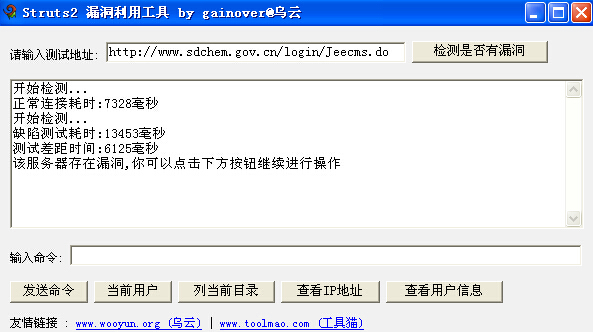 Struts2 漏洞利用工具 by gainover@乌云
请输入测试地址: http://www.sdchem.gov.cn/login/Jeecms.do 检测是否有漏洞
开始检测...
正常连接耗时:7328毫秒
开始检测...
缺陷测试耗时:13453毫秒
测试差距时间:6125毫秒
该服务器存在漏洞,你可以点击下方按钮继续进行操作
输入命令:
发送命令 当前用户 列当前目录 查看IP地址 查看用户信息
友情链接 : www.wooyun.org (乌云) | www.toolmao.com (工具猫)